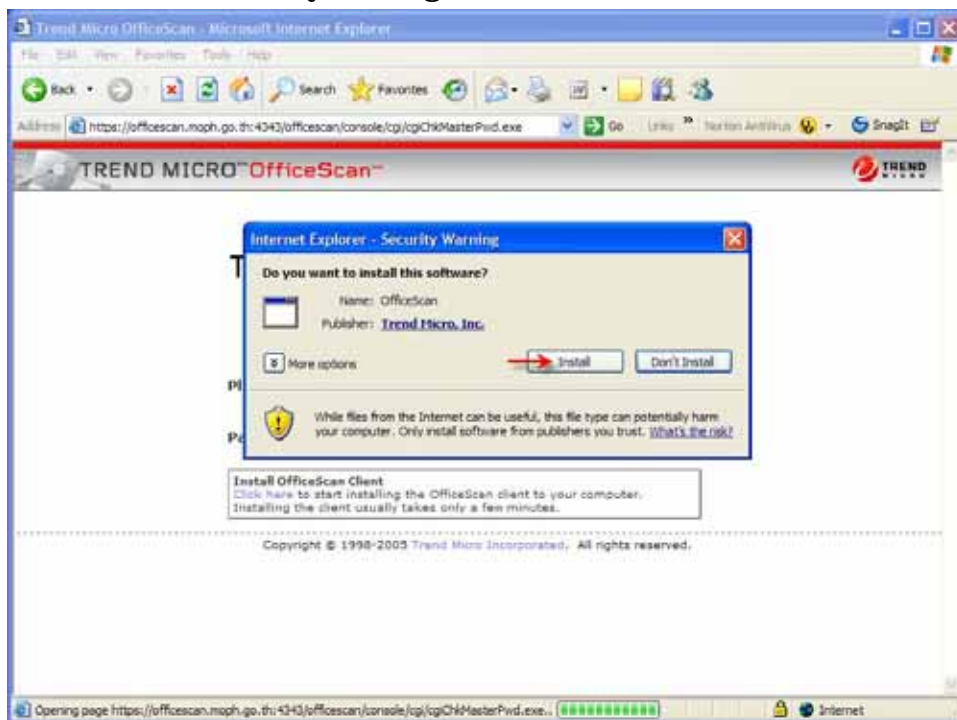 Trend Micro OfficeScan - Microsoft Internet Explorer
File Edit View Favorites Tools Help
Back Search Favorites
Address https://officescan.moph.go.th:4343/officescan/console/cgi/cgiChkMasterPwd.exe Go Links » Norton AntiVirus SnagIt
TREND MICRO™ OfficeScan™ TREND MICRO
Internet Explorer - Security Warning
T
Do you want to install this software?
Name: OfficeScan
Publisher: Trend Micro, Inc.
More options Install Don't Install
Pl
While files from the Internet can be useful, this file type can potentially harm
your computer. Only install software from publishers you trust. What's the risk?
Pa
Install OfficeScan Client
Click here to start installing the OfficeScan client to your computer.
Installing the client usually takes only a few minutes.
Copyright © 1998-2005 Trend Micro Incorporated. All rights reserved.
Opening page https://officescan.moph.go.th:4343/officescan/console/cgi/cgiChkMasterPwd.exe... Internet